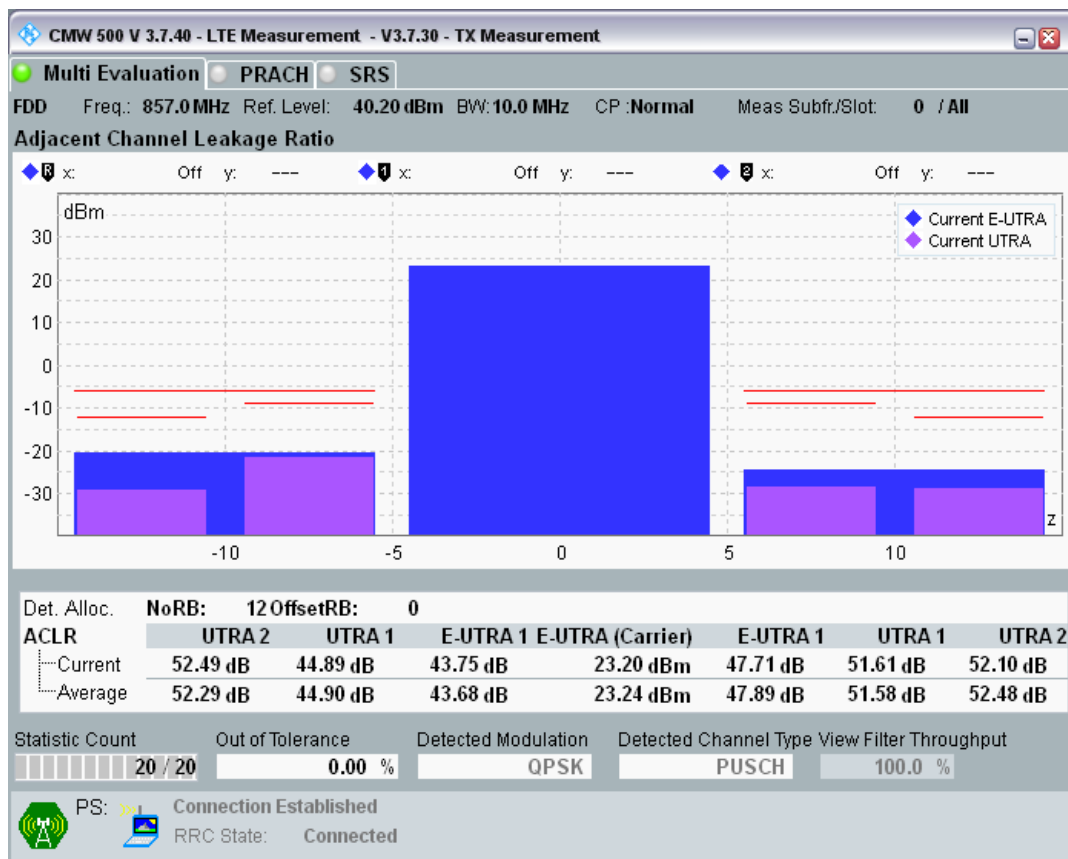 CMW 500 V 3.7.40 - LTE Measurement - V3.7.30 - TX Measurement
Multi Evaluation PRACH SRS
FDD Freq.: 857.0 MHz Ref. Level: 40.20 dBm BW: 10.0 MHz CP :Normal Meas Subfr./Slot: 0 / All
Adjacent Channel Leakage Ratio
R x: Off y: --- 1 x: Off y: --- 2 x: Off y: ---
dBm
Current E-UTRA
Current UTRA
30
20
10
0
-10
-20
-30
z
-10 -5 0 5 10
Det. Alloc. NoRB: 12 OffsetRB: 0
ACLR UTRA 2 UTRA 1 E-UTRA 1 E-UTRA (Carrier) E-UTRA 1 UTRA 1 UTRA 2
Current 52.49 dB 44.89 dB 43.75 dB 23.20 dBm 47.71 dB 51.61 dB 52.10 dB
Average 52.29 dB 44.90 dB 43.68 dB 23.24 dBm 47.89 dB 51.58 dB 52.48 dB
Statistic Count Out of Tolerance Detected Modulation Detected Channel Type View Filter Throughput
20 / 20 0.00 % QPSK PUSCH 100.0 %
PS: Connection Established
RRC State: Connected